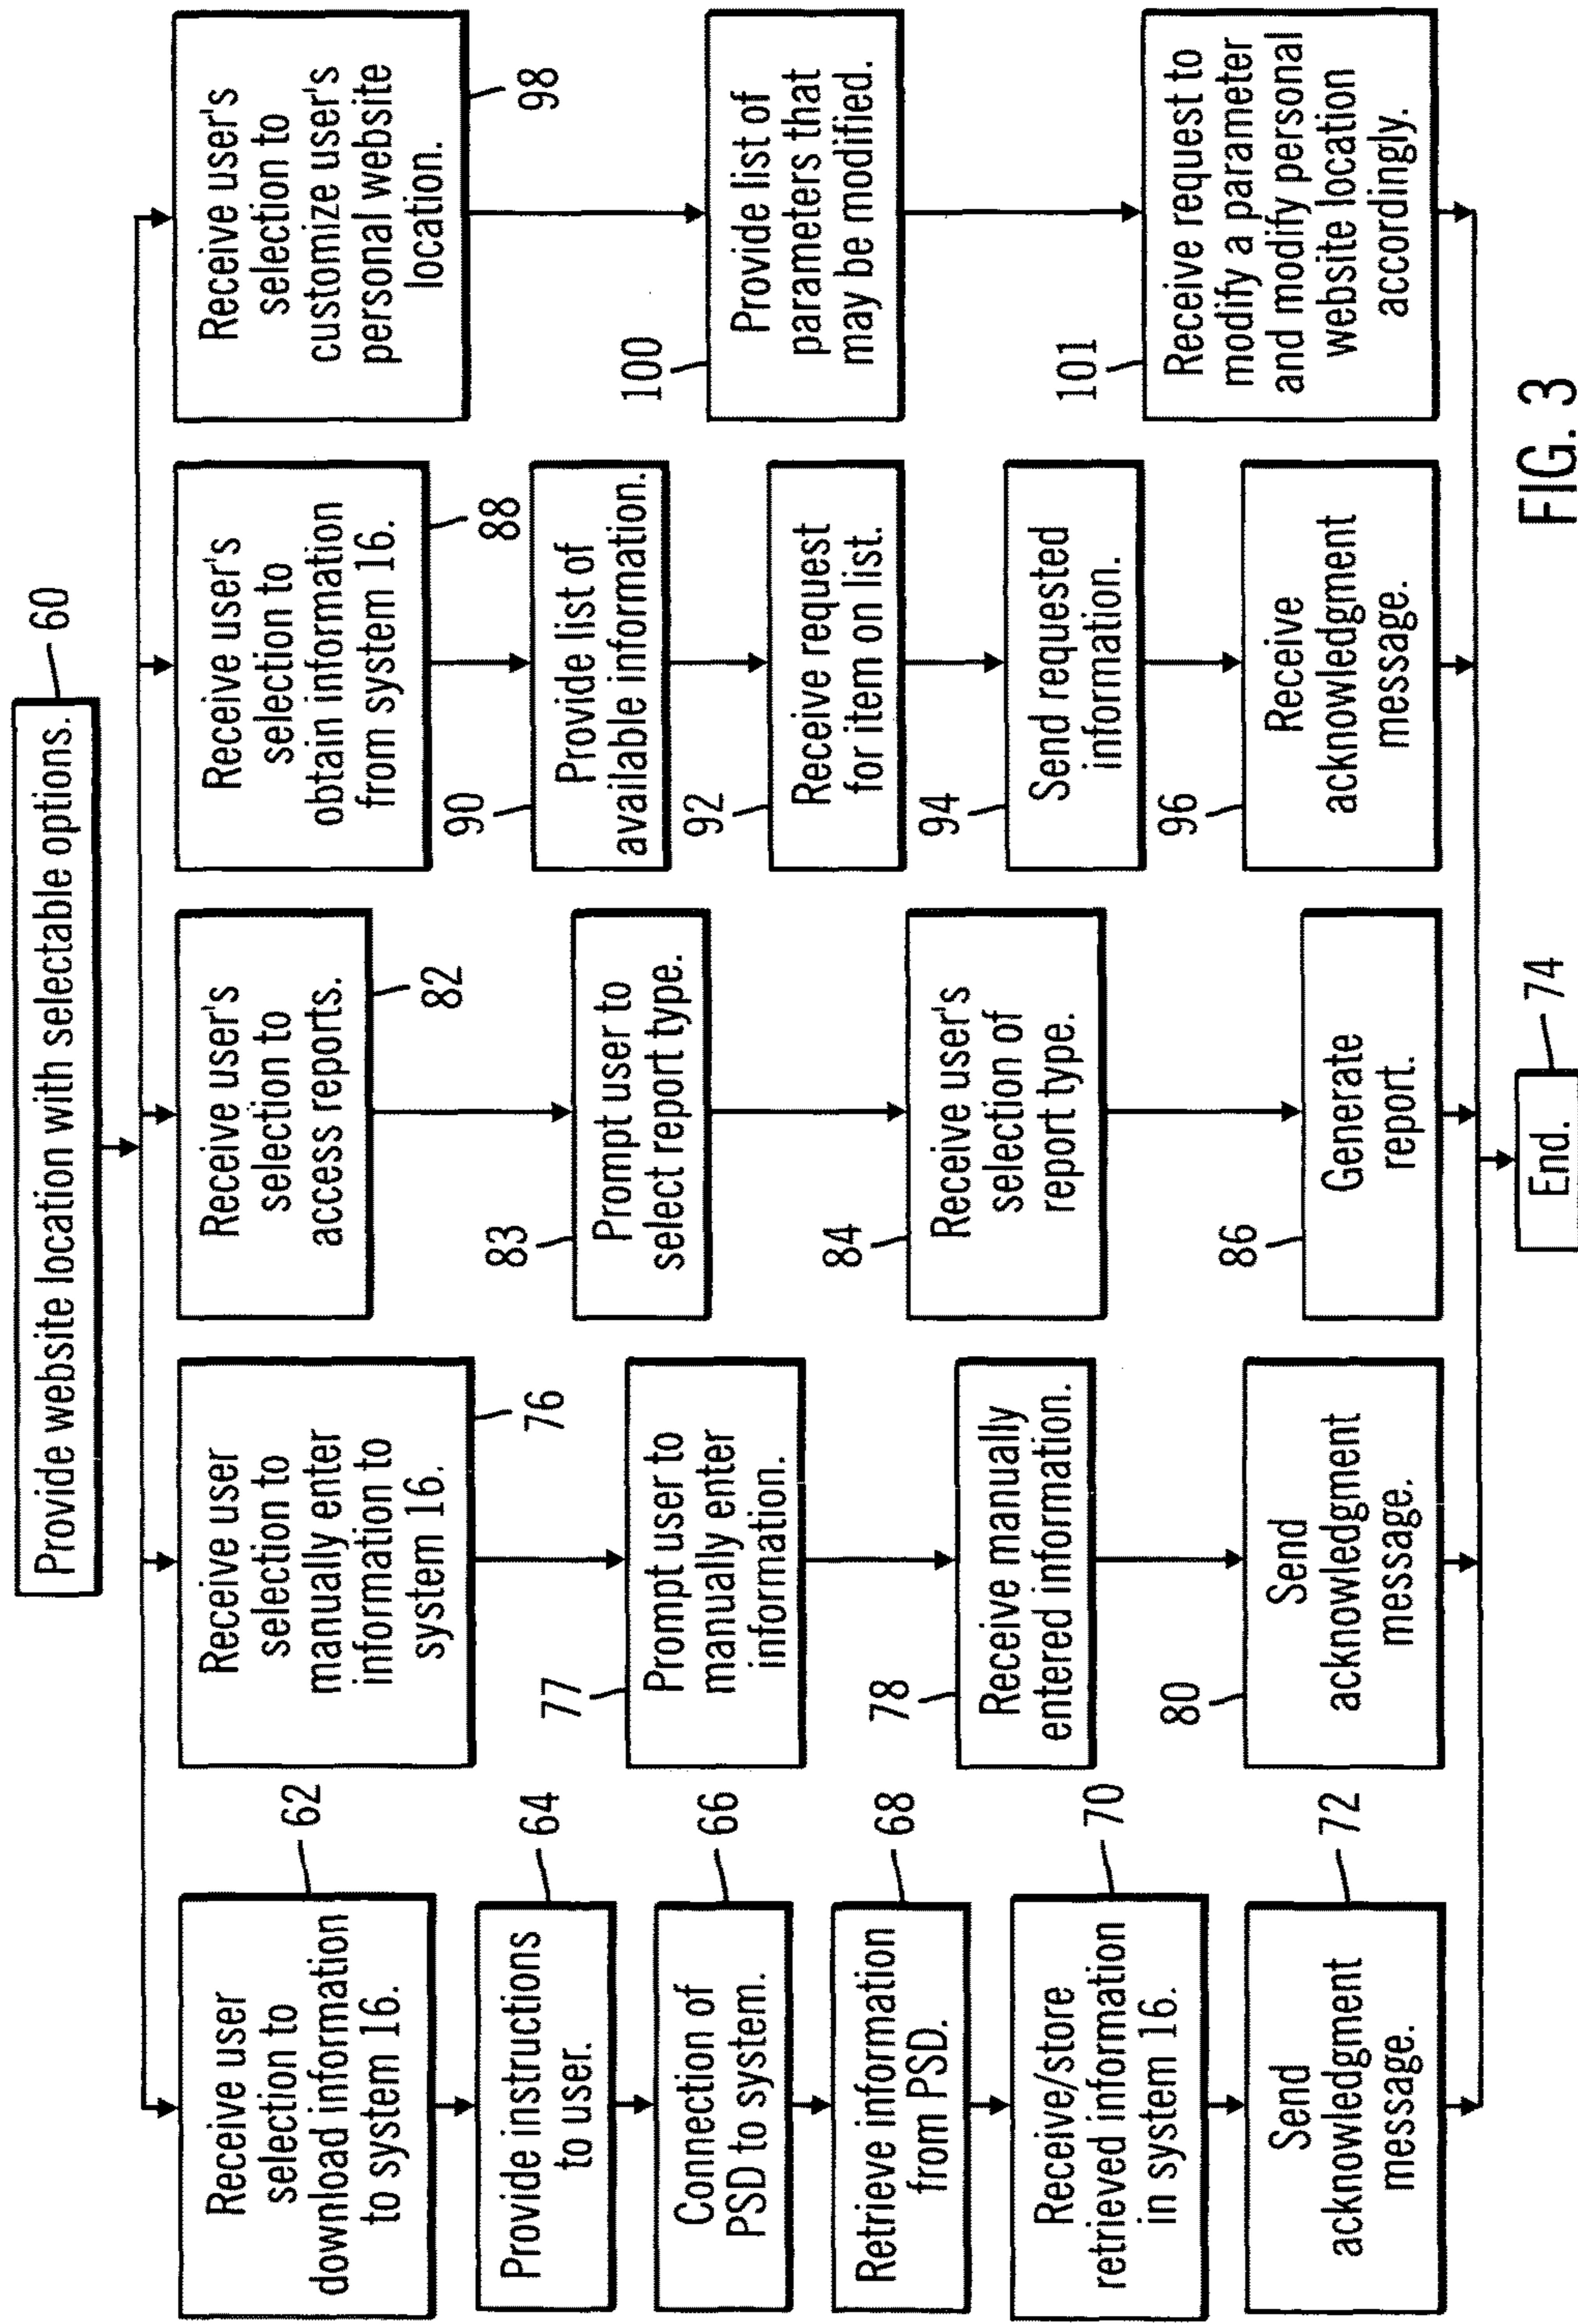 Provide website location with selectable options.
60
Receive user
selection to
download information
to system 16.
62
Provide instructions
to user.
64
Connection of
PSD to system.
66
Retrieve information
from PSD.
68
Receive/store
retrieved information
in system 16.
70
Send
acknowledgment
message.
72
Receive user
selection to
manually enter
information to
system 16.
76
Prompt user to
manually enter
information.
77
Receive manually
entered information.
78
Send
acknowledgment
message.
80
Receive user's
selection to
access reports.
82
Prompt user to
select report type.
83
Receive user's
selection of
report type.
84
Generate
report.
86
Receive user's
selection to
obtain information
from system 16.
88
Provide list of
available information.
90
Receive request
for item on list.
92
Send requested
information.
94
Receive
acknowledgment
message.
96
Receive user's
selection to
customize user's
personal website
location.
98
Provide list of
parameters that
may be modified.
100
Receive request to
modify a parameter
and modify personal
website location
accordingly.
101
End.
74
FIG. 3